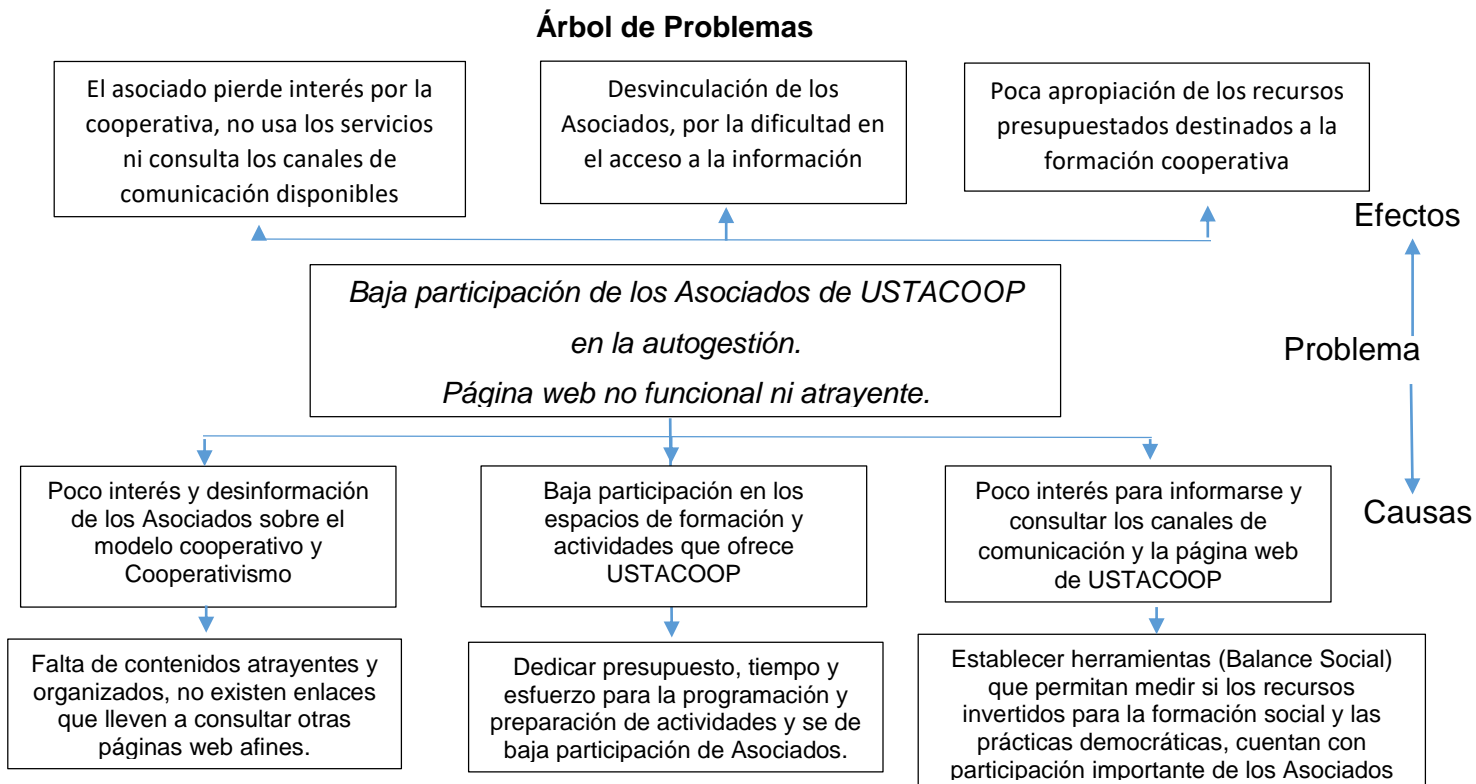 Árbol de Problemas
El asociado pierde interés por la
cooperativa, no usa los servicios
ni consulta los canales de
comunicación disponibles
Desvinculación de los
Asociados, por la dificultad en
el acceso a la información
Poca apropiación de los recursos
presupuestados destinados a la
formación cooperativa
Efectos
Baja participación de los Asociados de USTACOOP
en la autogestión.
Página web no funcional ni atrayente.
Problema
Poco interés y desinformación
de los Asociados sobre el
modelo cooperativo y
Cooperativismo
Baja participación en los
espacios de formación y
actividades que ofrece
USTACOOP
Poco interés para informarse y
consultar los canales de
comunicación y la página web
de USTACOOP
Causas
Falta de contenidos atrayentes y
organizados, no existen enlaces
que lleven a consultar otras
páginas web afines.
Dedicar presupuesto, tiempo y
esfuerzo para la programación y
preparación de actividades y se de
baja participación de Asociados.
Establecer herramientas (Balance Social)
que permitan medir si los recursos
invertidos para la formación social y las
prácticas democráticas, cuentan con
participación importante de los Asociados